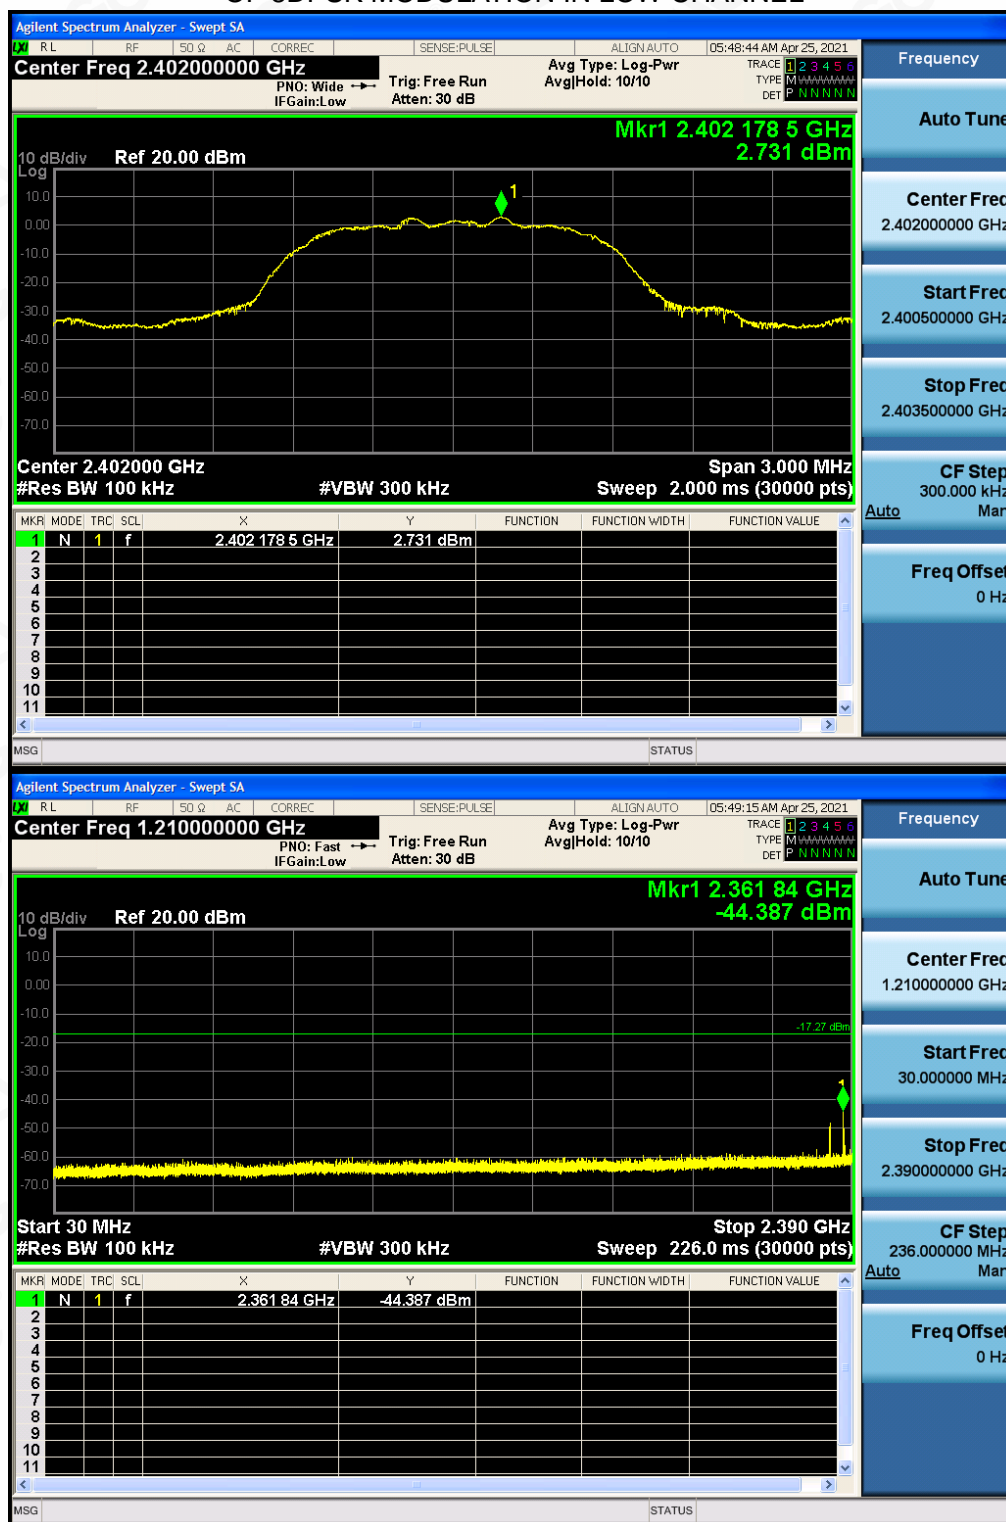 OF 8DPSK MODULATION IN LOW CHANNEL
Agilent Spectrum Analyzer - Swept SA
LXI RL RF 50 Ω AC CORREC SENSE:PULSE ALIGN AUTO 05:48:44 AM Apr 25, 2021
Center Freq 2.402000000 GHz
PNO: Wide
IFGain:Low
Trig: Free Run
Atten: 30 dB
Avg Type: Log-Pwr
Avg|Hold: 10/10
TRACE 1 2 3 4 5 6
TYPE M WWWWW
DET P N N N N N
Mkr1 2.402 178 5 GHz
2.731 dBm
10 dB/div Ref 20.00 dBm
Log
10.0
0.00
-10.0
-20.0
-30.0
-40.0
-50.0
-60.0
-70.0
1
Center 2.402000 GHz Span 3.000 MHz
#Res BW 100 kHz #VBW 300 kHz Sweep 2.000 ms (30000 pts)
MKR MODE TRC SCL X Y FUNCTION FUNCTION WIDTH FUNCTION VALUE
1 N 1 f 2.402 178 5 GHz 2.731 dBm
2
3
4
5
6
7
8
9
10
11
MSG STATUS
Frequency
Auto Tune
Center Freq
2.402000000 GHz
Start Freq
2.400500000 GHz
Stop Freq
2.403500000 GHz
CF Step
300.000 kHz
Auto Man
Freq Offset
0 Hz
Agilent Spectrum Analyzer - Swept SA
LXI RL RF 50 Ω AC CORREC SENSE:PULSE ALIGN AUTO 05:49:15 AM Apr 25, 2021
Center Freq 1.210000000 GHz
PNO: Fast
IFGain:Low
Trig: Free Run
Atten: 30 dB
Avg Type: Log-Pwr
Avg|Hold: 10/10
TRACE 1 2 3 4 5 6
TYPE M WWWWW
DET P N N N N N
Mkr1 2.361 84 GHz
-44.387 dBm
10 dB/div Ref 20.00 dBm
Log
10.0
0.00
-10.0
-20.0
-30.0
-40.0
-50.0
-60.0
-70.0
-17.27 dBm
1
Start 30 MHz Stop 2.390 GHz
#Res BW 100 kHz #VBW 300 kHz Sweep 226.0 ms (30000 pts)
MKR MODE TRC SCL X Y FUNCTION FUNCTION WIDTH FUNCTION VALUE
1 N 1 f 2.361 84 GHz -44.387 dBm
2
3
4
5
6
7
8
9
10
11
MSG STATUS
Frequency
Auto Tune
Center Freq
1.210000000 GHz
Start Freq
30.000000 MHz
Stop Freq
2.390000000 GHz
CF Step
236.000000 MHz
Auto Man
Freq Offset
0 Hz